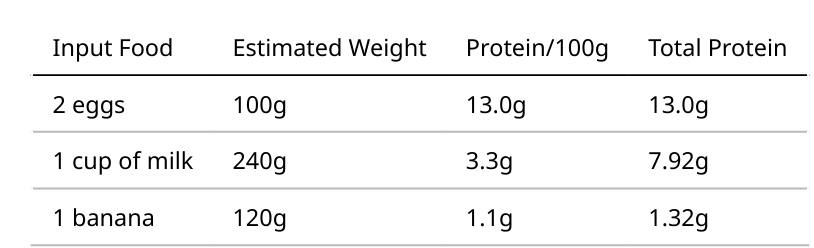 Input Food Estimated Weight Protein/100g Total Protein
2 eggs 100g 13.0g 13.0g
1 cup of milk 240g 3.3g 7.92g
1 banana 120g 1.1g 1.32g